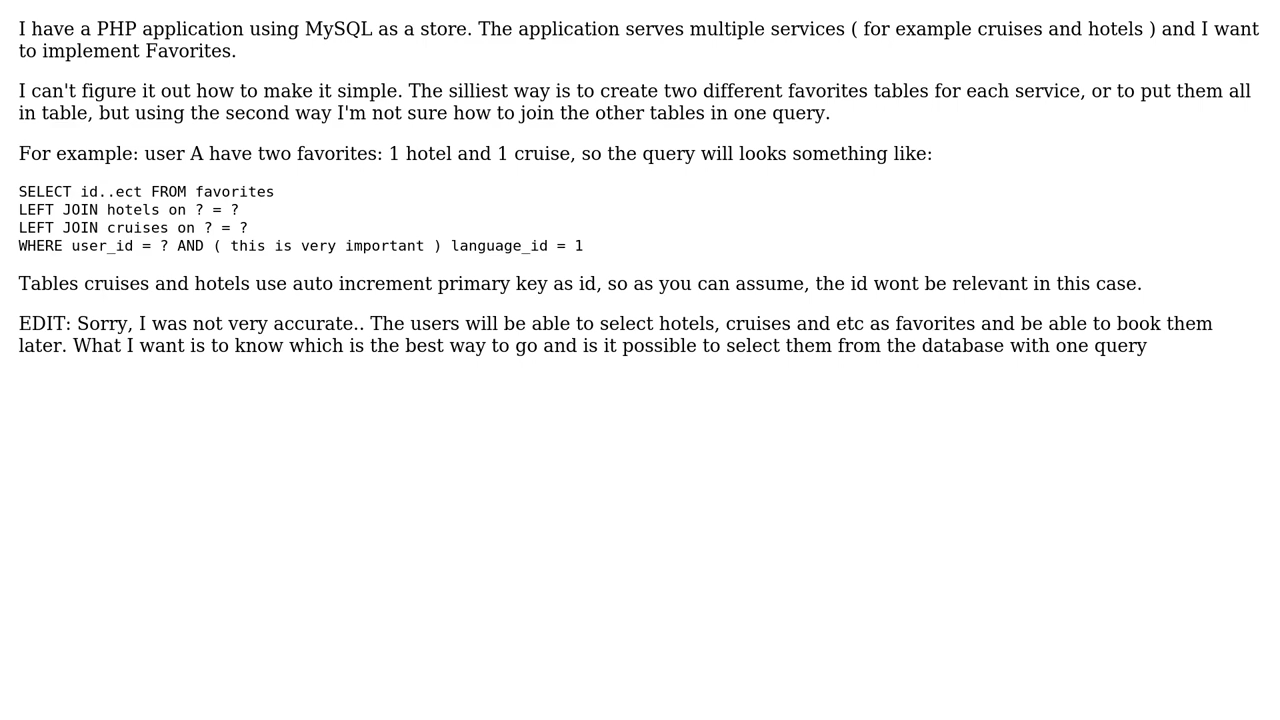 I have a PHP application using MySQL as a store. The application serves multiple services ( for example cruises and hotels ) and I want
to implement Favorites.
I can't figure it out how to make it simple. The silliest way is to create two different favorites tables for each service, or to put them all
in table, but using the second way I'm not sure how to join the other tables in one query.
For example: user A have two favorites: 1 hotel and 1 cruise, so the query will looks something like:
SELECT id..ect FROM favorites
LEFT JOIN hotels on ? = ?
LEFT JOIN cruises on ? = ?
WHERE user_id = ? AND ( this is very important ) language_id = 1
Tables cruises and hotels use auto increment primary key as id, so as you can assume, the id wont be relevant in this case.
EDIT: Sorry, I was not very accurate.. The users will be able to select hotels, cruises and etc as favorites and be able to book them
later. What I want is to know which is the best way to go and is it possible to select them from the database with one query